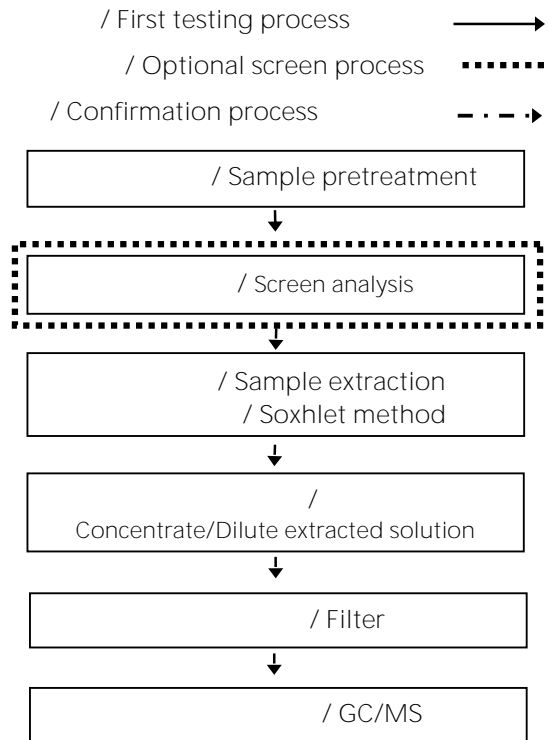 / First testing process
/ Optional screen process
/ Confirmation process
/ Sample pretreatment
/ Screen analysis
/ Sample extraction
/ Soxhlet method
/
Concentrate/Dilute extracted solution
/ Filter
/ GC/MS